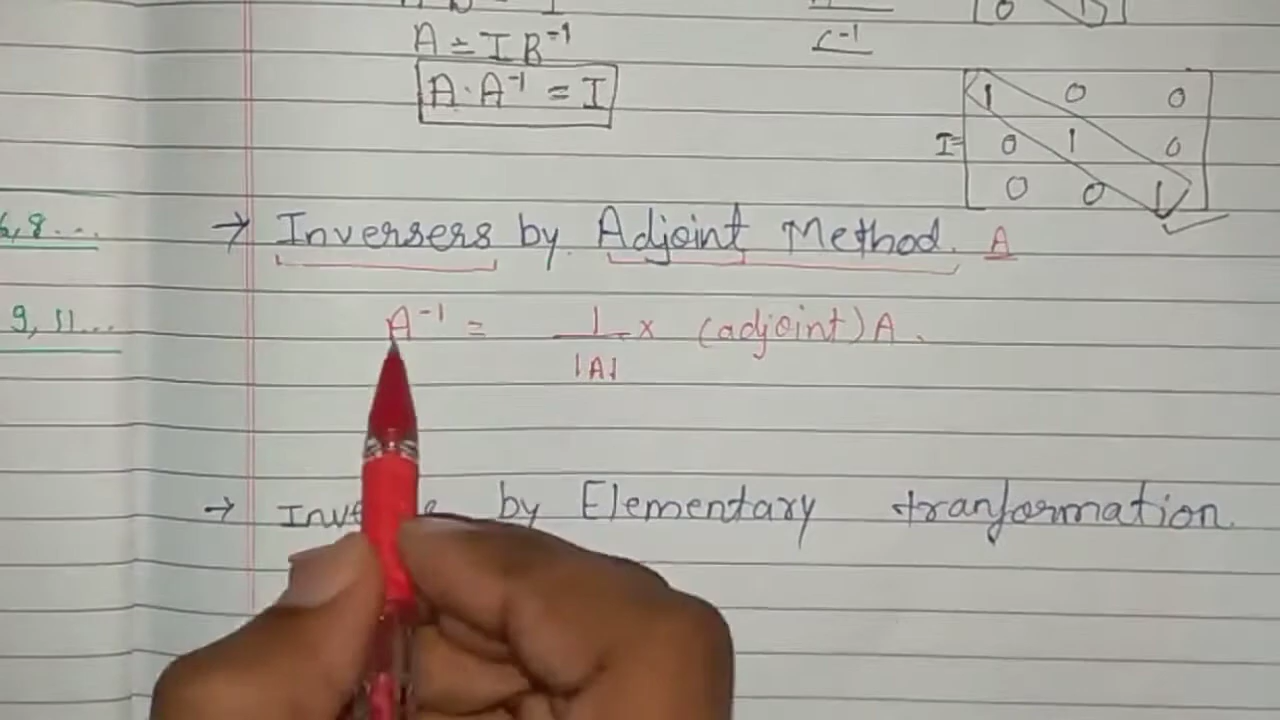 A = I B⁻¹
C⁻¹
A · A⁻¹ = I
1 0 0
I = 0 1 0
0 0 1
6, 8...
→ Inversers by Adjoint Method. A
9, 11...
A⁻¹ = 1/|A| x (adjoint) A.
→ by Elementary tranformation.